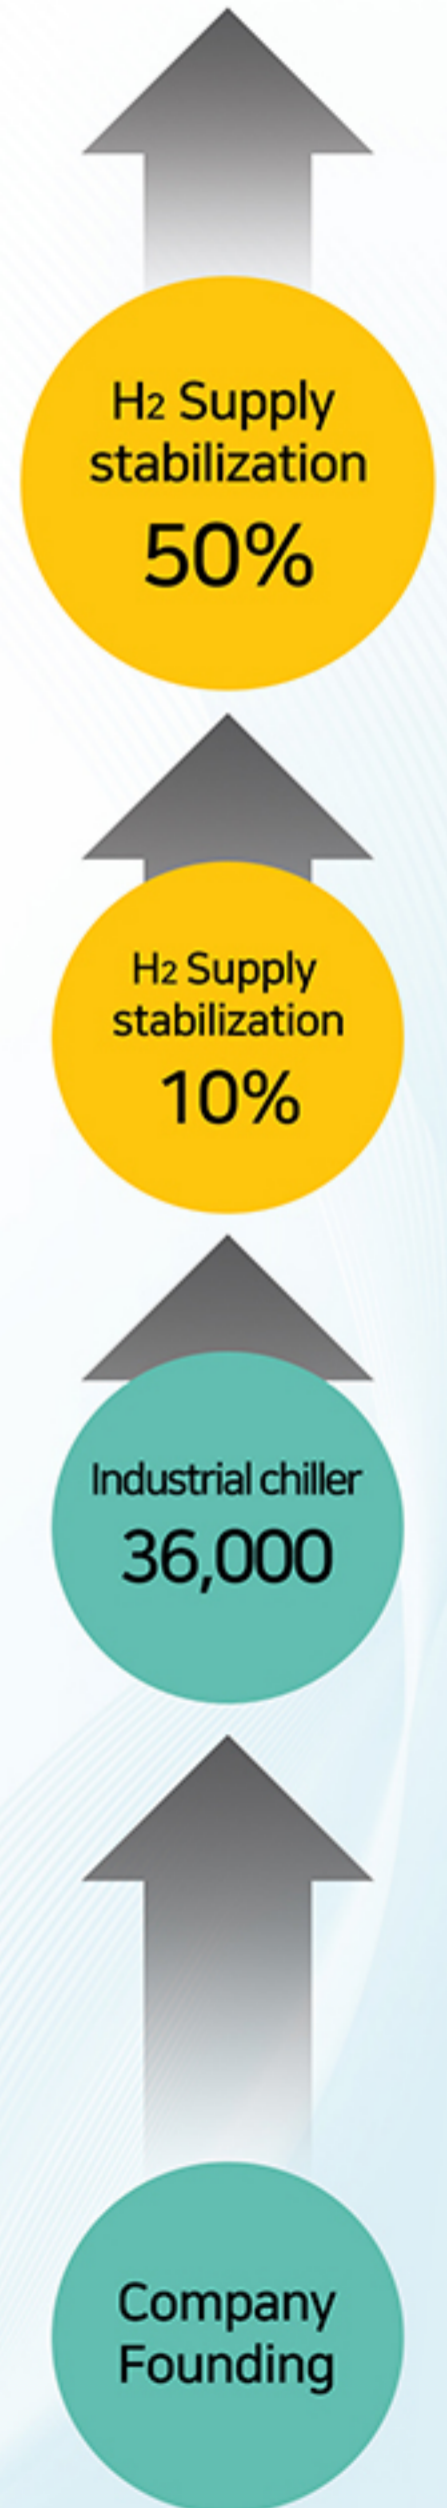 H2 Supply
stabilization
50%
H2 Supply
stabilization
10%
Industrial chiller
36,000
Company
Founding